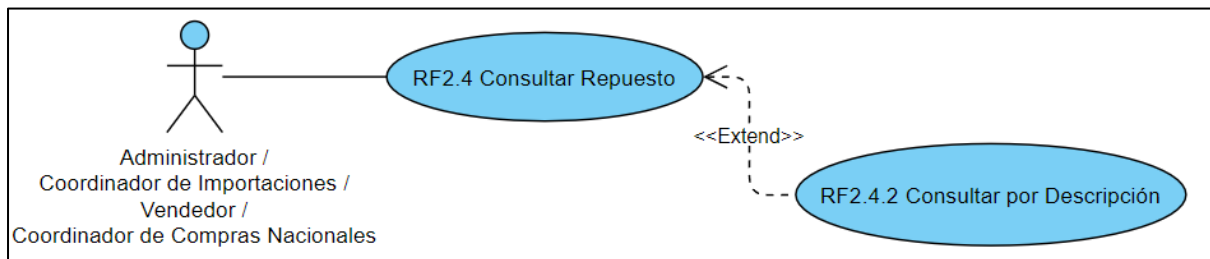 RF2.4 Consultar Repuesto
<<Extend>>
Administrador /
Coordinador de Importaciones /
Vendedor /
Coordinador de Compras Nacionales
RF2.4.2 Consultar por Descripción